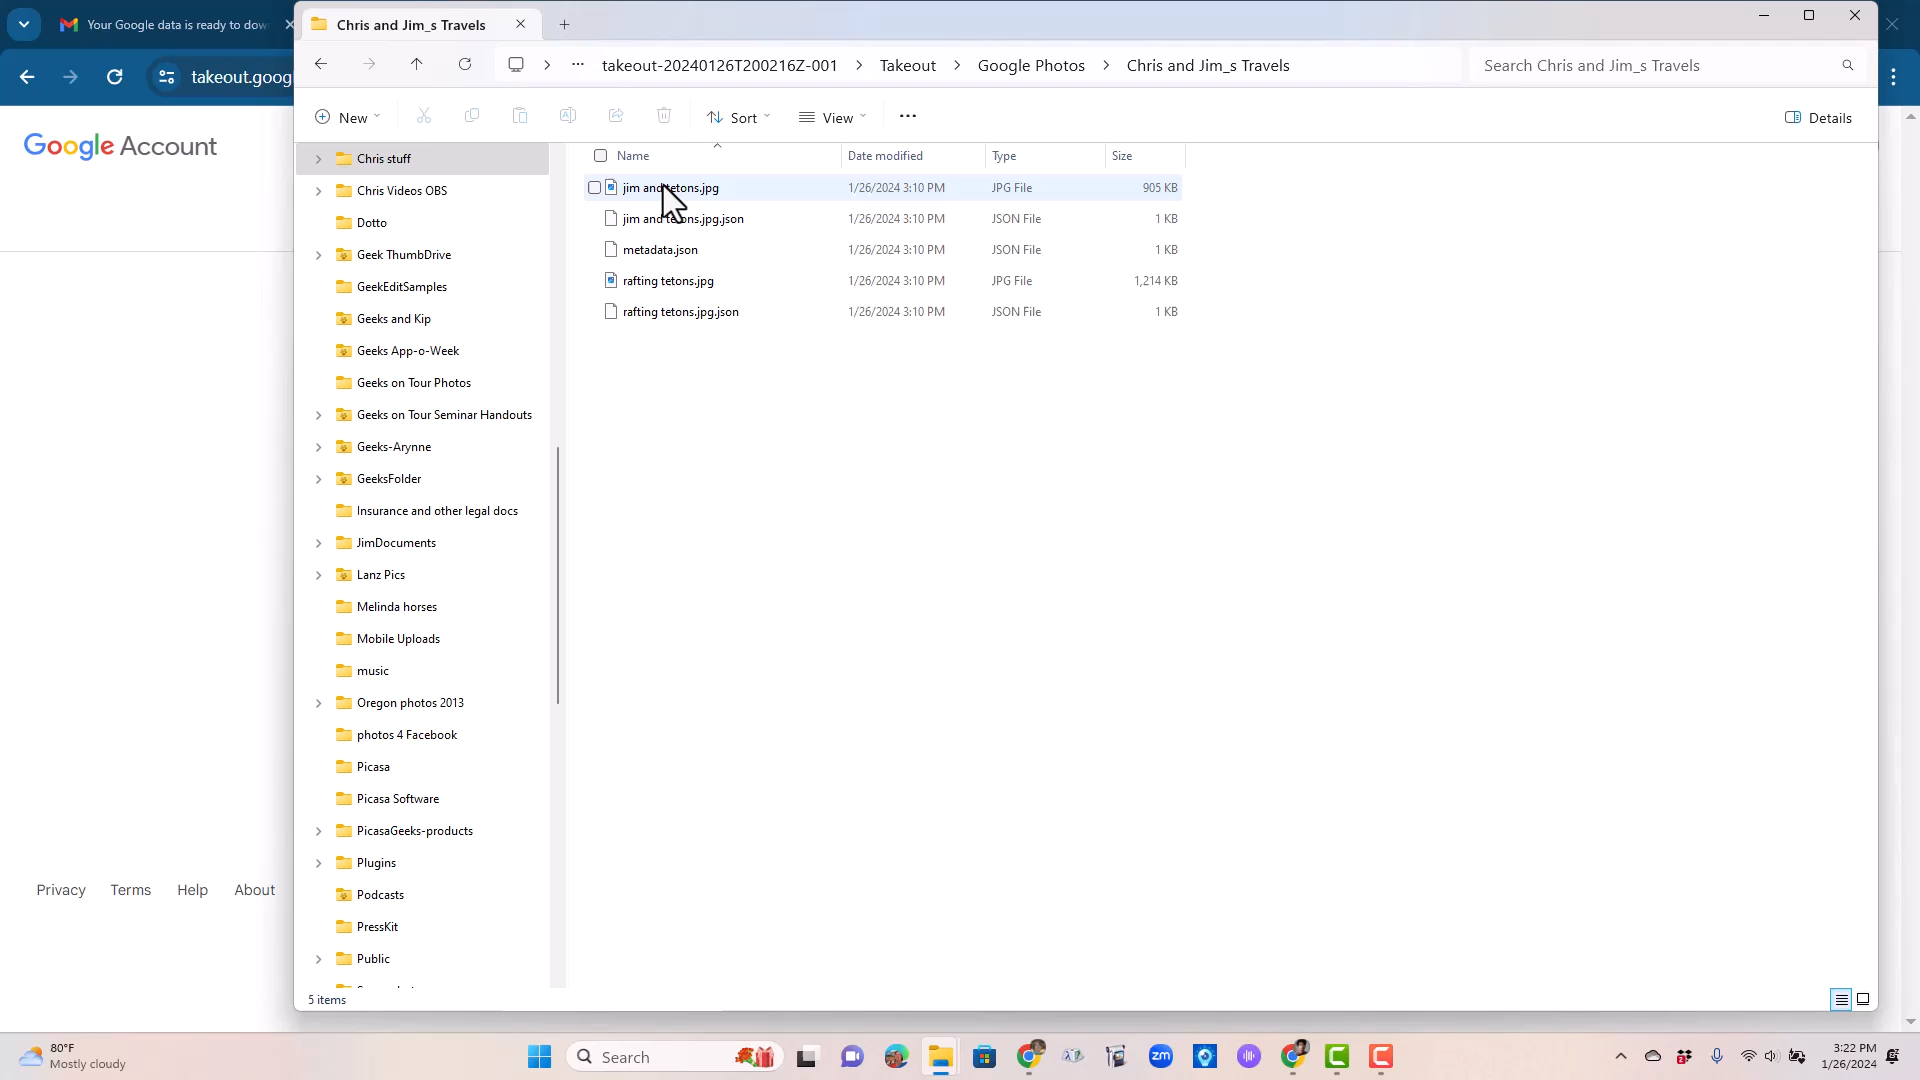 Your Google data is ready to dow
Chris and Jim_s Travels
takeout.goog
takeout-20240126T200216Z-001 > Takeout > Google Photos > Chris and Jim_s Travels
Search Chris and Jim_s Travels
New
Sort
View
Details
Google Account
Name
Date modified
Type
Size
jim and tetons.jpg 1/26/2024 3:10 PM JPG File 905 KB
jim and tetons.jpg.json 1/26/2024 3:10 PM JSON File 1 KB
metadata.json 1/26/2024 3:10 PM JSON File 1 KB
rafting tetons.jpg 1/26/2024 3:10 PM JPG File 1,214 KB
rafting tetons.jpg.json 1/26/2024 3:10 PM JSON File 1 KB
Chris stuff
Chris Videos OBS
Dotto
Geek ThumbDrive
GeekEditSamples
Geeks and Kip
Geeks App-o-Week
Geeks on Tour Photos
Geeks on Tour Seminar Handouts
Geeks-Arynne
GeeksFolder
Insurance and other legal docs
JimDocuments
Lanz Pics
Melinda horses
Mobile Uploads
music
Oregon photos 2013
photos 4 Facebook
Picasa
Picasa Software
PicasaGeeks-products
Plugins
Podcasts
PressKit
Public
Privacy Terms Help About
5 items
80°F
Mostly cloudy
Search
zm
3:22 PM
1/26/2024